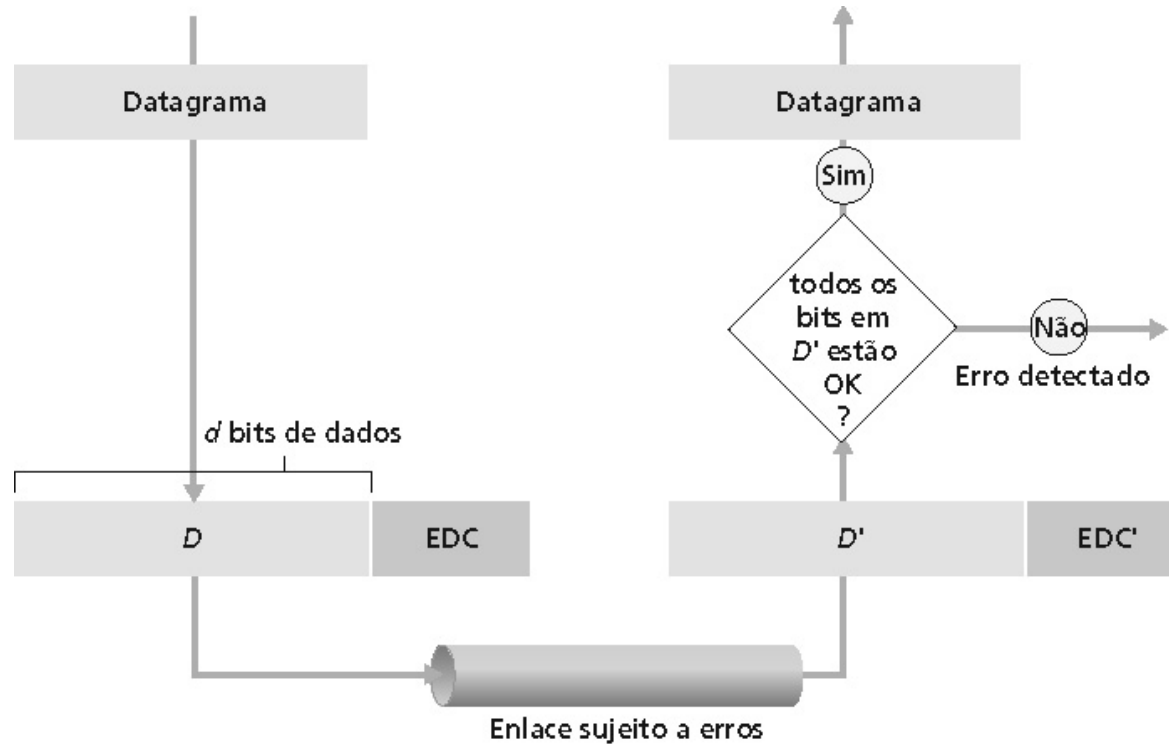 Datagrama
Datagrama
Sim
todos os
bits em
D' estão
OK
?
Não
Erro detectado
d bits de dados
D
EDC
D'
EDC'
Enlace sujeito a erros